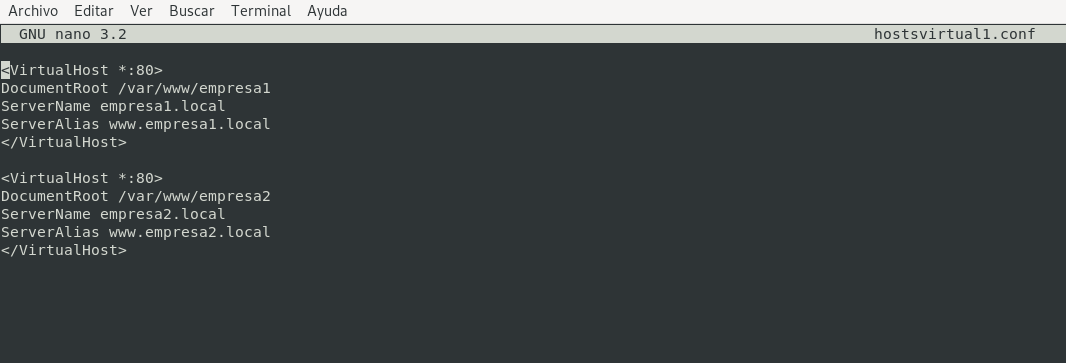 Archivo Editar Ver Buscar Terminal Ayuda
GNU nano 3.2 hostsvirtual1.conf
<VirtualHost *:80>
DocumentRoot /var/www/empresa1
ServerName empresa1.local
ServerAlias www.empresa1.local
</VirtualHost>
<VirtualHost *:80>
DocumentRoot /var/www/empresa2
ServerName empresa2.local
ServerAlias www.empresa2.local
</VirtualHost>